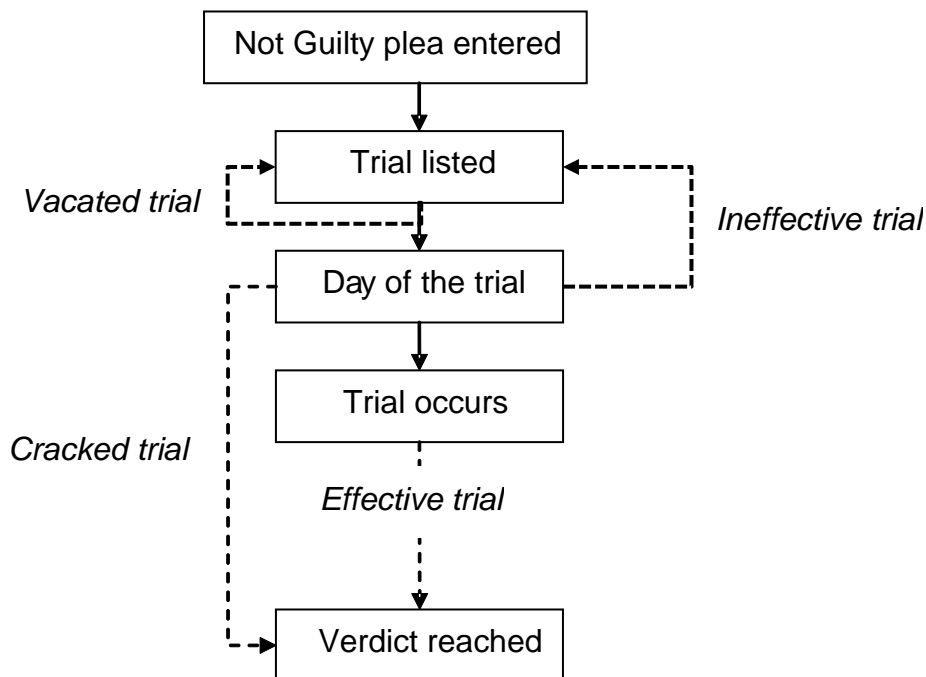 Not Guilty plea entered
Trial listed
Vacated trial
Ineffective trial
Day of the trial
Trial occurs
Cracked trial
Effective trial
Verdict reached